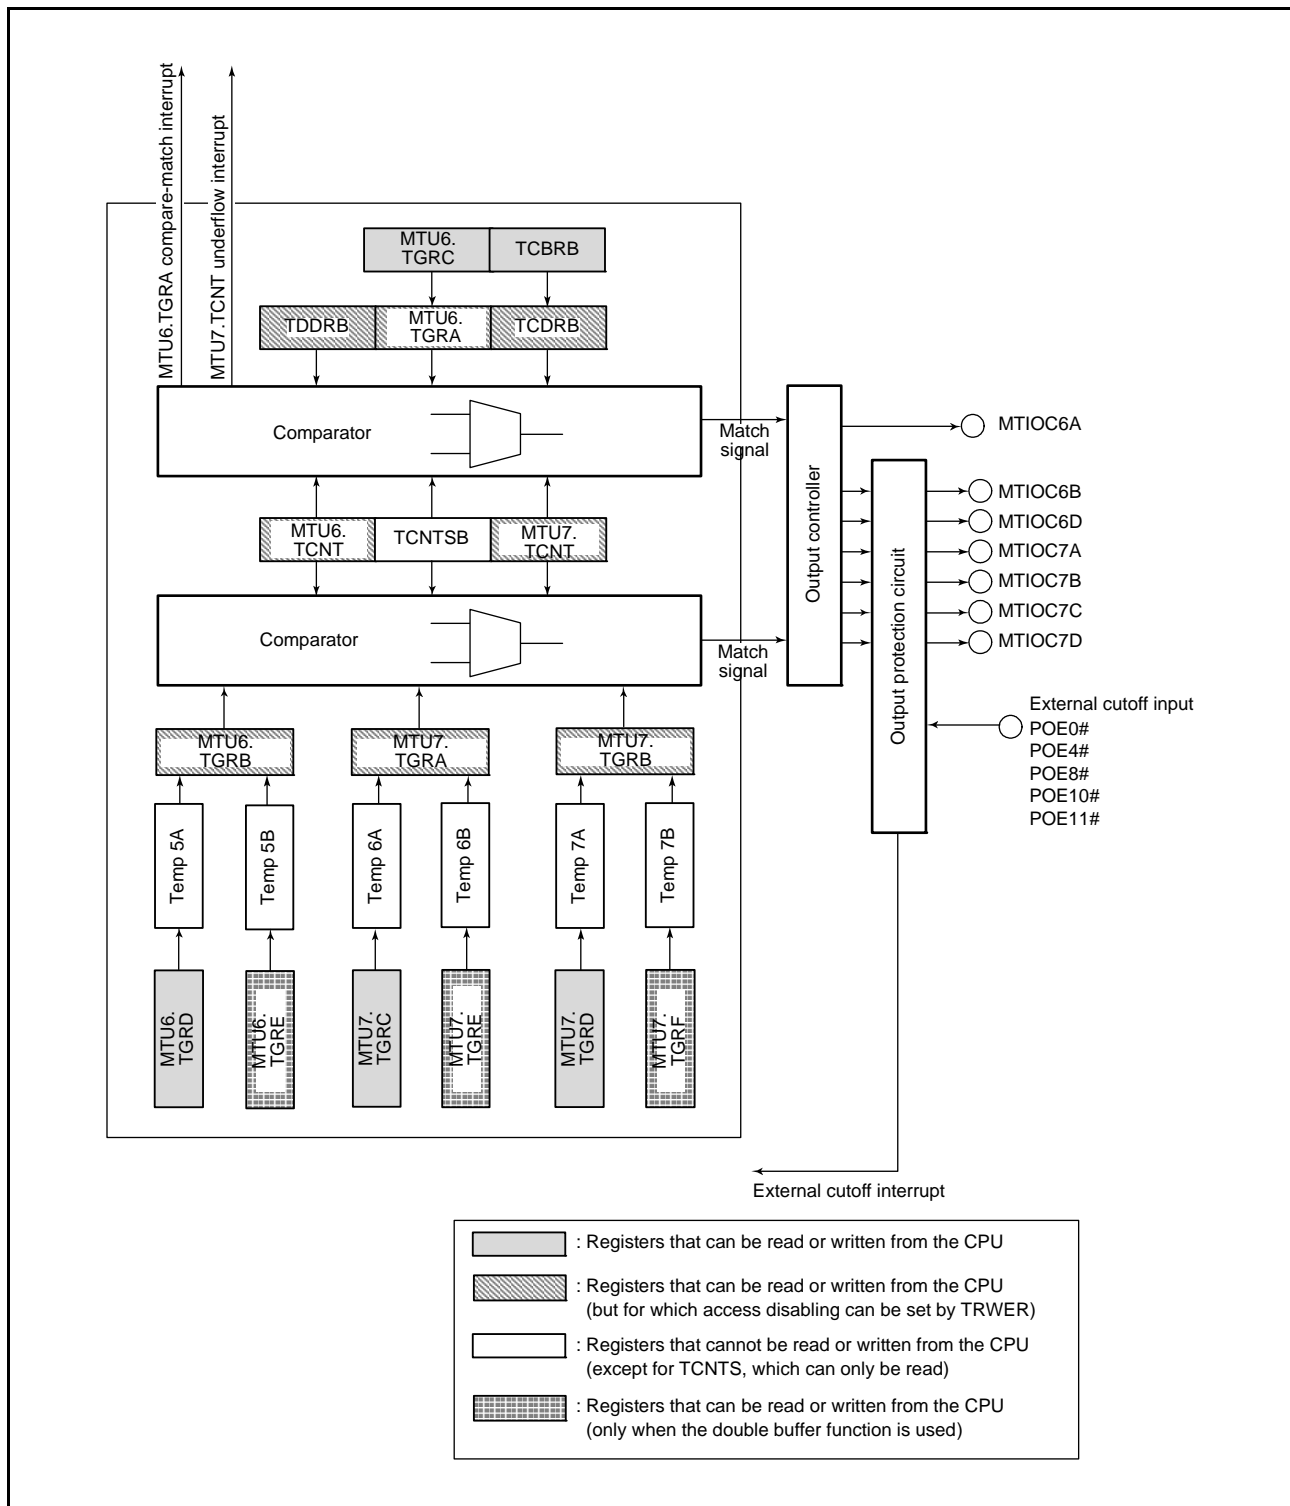 MTU6.TGRA compare-match interrupt
MTU7.TCNT underflow interrupt
MTU6.
TGRC
TCBRB
TDDRB
MTU6.
TGRA
TCDRB
Comparator
Match
signal
MTU6.
TCNT
TCNTSB
MTU7.
TCNT
Comparator
Match
signal
Output controller
Output protection circuit
MTIOC6A
MTIOC6B
MTIOC6D
MTIOC7A
MTIOC7B
MTIOC7C
MTIOC7D
External cutoff input
POE0#
POE4#
POE8#
POE10#
POE11#
MTU6.
TGRB
MTU7.
TGRA
MTU7.
TGRB
Temp 5A
Temp 5B
Temp 6A
Temp 6B
Temp 7A
Temp 7B
MTU6.
TGRD
MTU6.
TGRE
MTU7.
TGRC
MTU7.
TGRE
MTU7.
TGRD
MTU7.
TGRF
External cutoff interrupt
: Registers that can be read or written from the CPU
: Registers that can be read or written from the CPU
(but for which access disabling can be set by TRWER)
: Registers that cannot be read or written from the CPU
(except for TCNTS, which can only be read)
: Registers that can be read or written from the CPU
(only when the double buffer function is used)